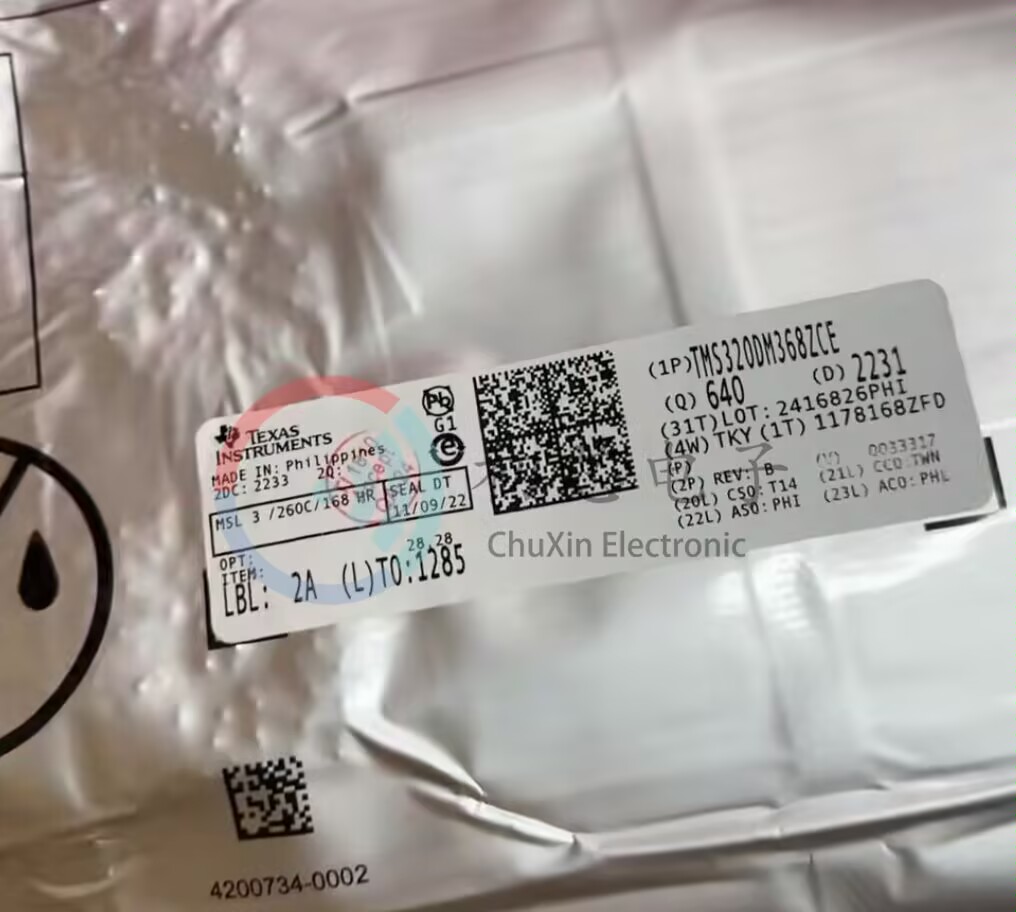 TEXAS
INSTRUMENTS
MADE IN: Philippines
2DC: 2233 2Q:
MSL 3 /260C/168 HR
SEAL DT
11/09/22
OPT:
ITEM:
28 28
LBL: 2A (L)TO:1285
Pb
G1
e
(1P)TMS320DM368ZCE
(Q) 640 (D) 2231
(31T)LOT:2416826PHI
(4W) TKY (1T) 1178168ZFD
(P)
(2P) REV: B (V) 0033317
(20L) CSO: T14 (21L) CCO:TWN
(22L) ASO: PHI (23L) ACO: PHL
ChuXin Electronic
4200734-0002